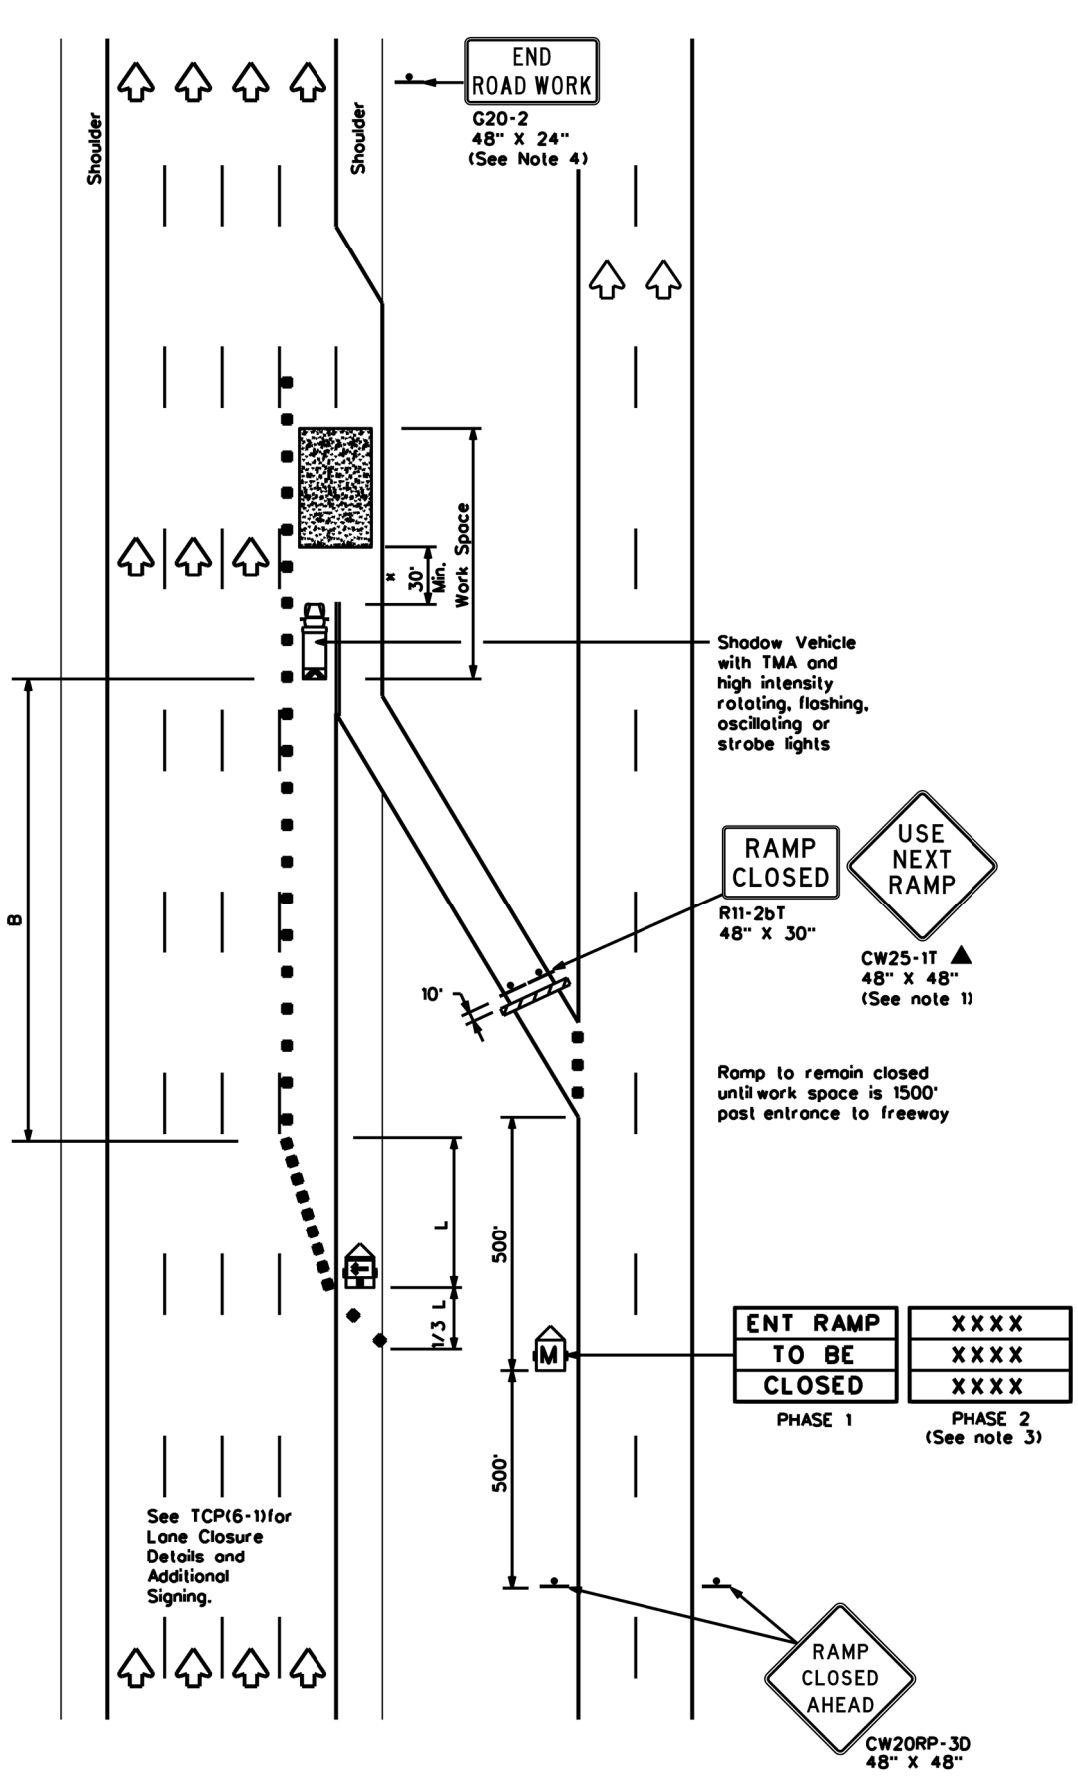 END
ROAD WORK
G20-2
48" X 24"
(See Note 4)
Shoulder
Shoulder
Work Space
*
30'
Min.
Shadow Vehicle
with TMA and
high intensity
rotating, flashing,
oscillating or
strobe lights
B
RAMP
CLOSED
R11-2bT
48" X 30"
USE
NEXT
RAMP
CW25-1T
48" X 48"
(See note 1)
10'
Ramp to remain closed
until work space is 1500'
past entrance to freeway
L
1/3 L
500'
500'
M
ENT RAMP
TO BE
CLOSED
PHASE 1
XXXX
XXXX
XXXX
PHASE 2
(See note 3)
See TCP(6-1)for
Lane Closure
Details and
Additional
Signing.
RAMP
CLOSED
AHEAD
CW20RP-3D
48" X 48"